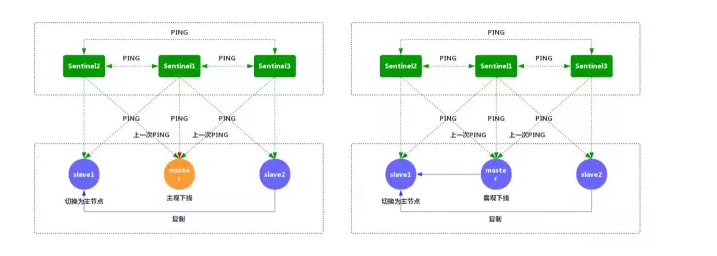 PING
PING
Sentinel2
PING
Sentinel1
PING
Sentinel3
PING
Sentinel2
PING
Sentinel1
PING
Sentinel3
PING
PING
PING
上一次PING
上一次PING
PING
PING
PING
上一次PING
上一次PING
slave1
maste
r
slave2
切换为主节点
主观下线
复制
slave1
maste
r
slave2
切换为主节点
客观下线
复制